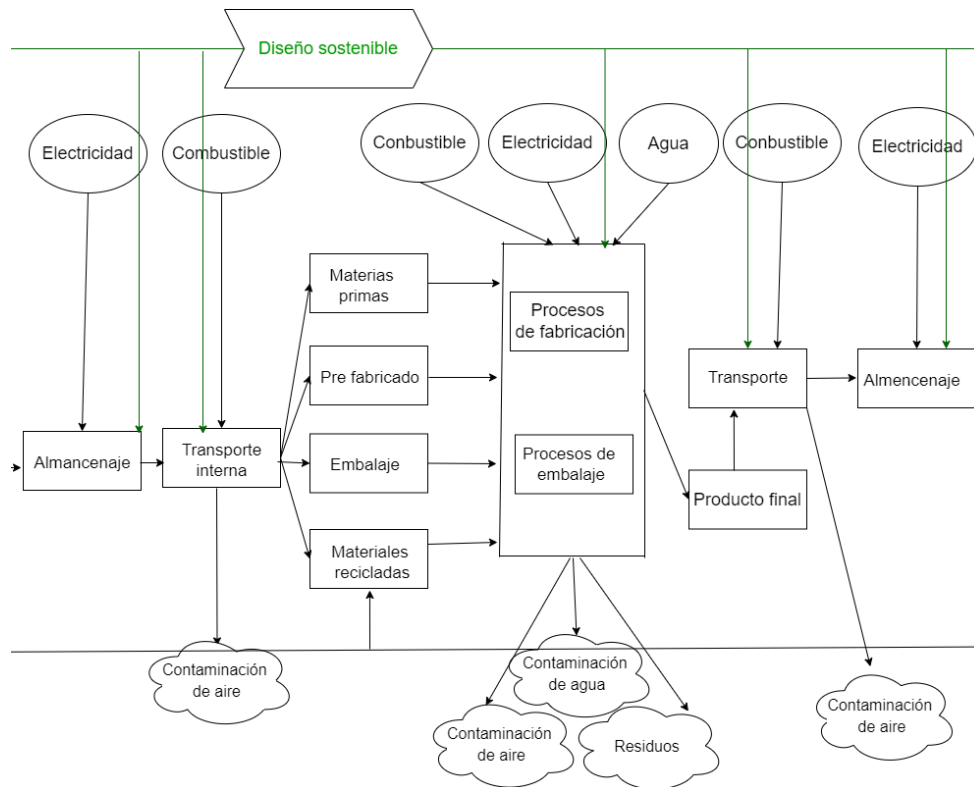 Diseño sostenible
Electricidad
Combustible
Conbustible
Electricidad
Agua
Conbustible
Electricidad
Materias
primas
Procesos
de fabricación
Pre fabricado
Transporte
Almencenaje
Almancenaje
Transporte
interna
Embalaje
Procesos de
embalaje
Producto final
Materiales
recicladas
Contaminación
de aire
Contaminación
de agua
Contaminación
de aire
Residuos
Contaminación
de aire